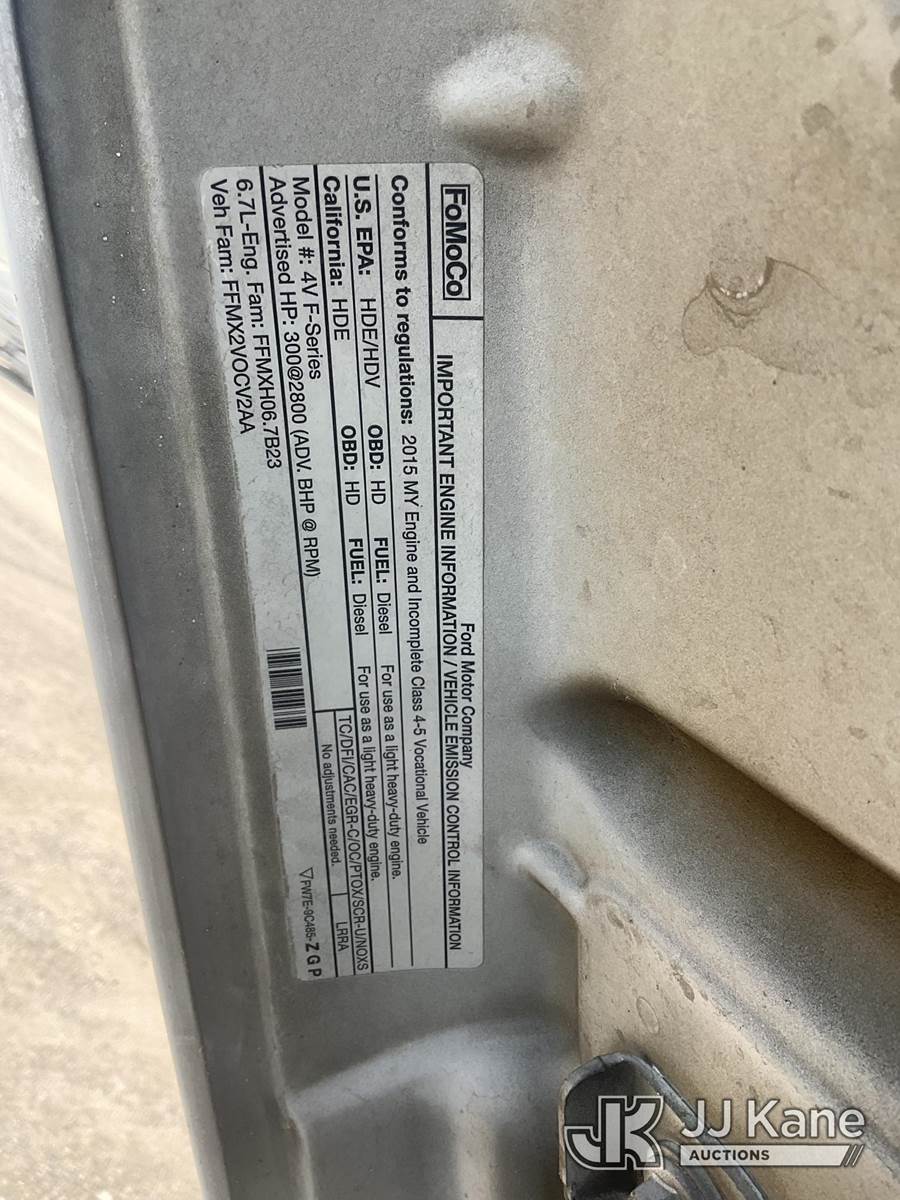 FoMoCo
Ford Motor Company
IMPORTANT ENGINE INFORMATION / VEHICLE EMISSION CONTROL INFORMATION
Conforms to regulations: 2015 MY Engine and Incomplete Class 4-5 Vocational Vehicle
U.S. EPA: HDE/HDV OBD: HD FUEL: Diesel For use as a light heavy-duty engine.
California: HDE OBD: HD FUEL: Diesel For use as a light heavy-duty engine.
Model #: 4V F-Series
Advertised HP: 300@2800 (ADV. BHP @ RPM)
6.7L-Eng. Fam: FFMXH06.7B23
Veh Fam: FFMX2VOCV2AA
TC/DFI/CAC/EGR-C/OC/PTOX/SCR-U/NOXS
No adjustments needed. LRRA
FW7E-9C485-Z G P
JK
JJ Kane
AUCTIONS